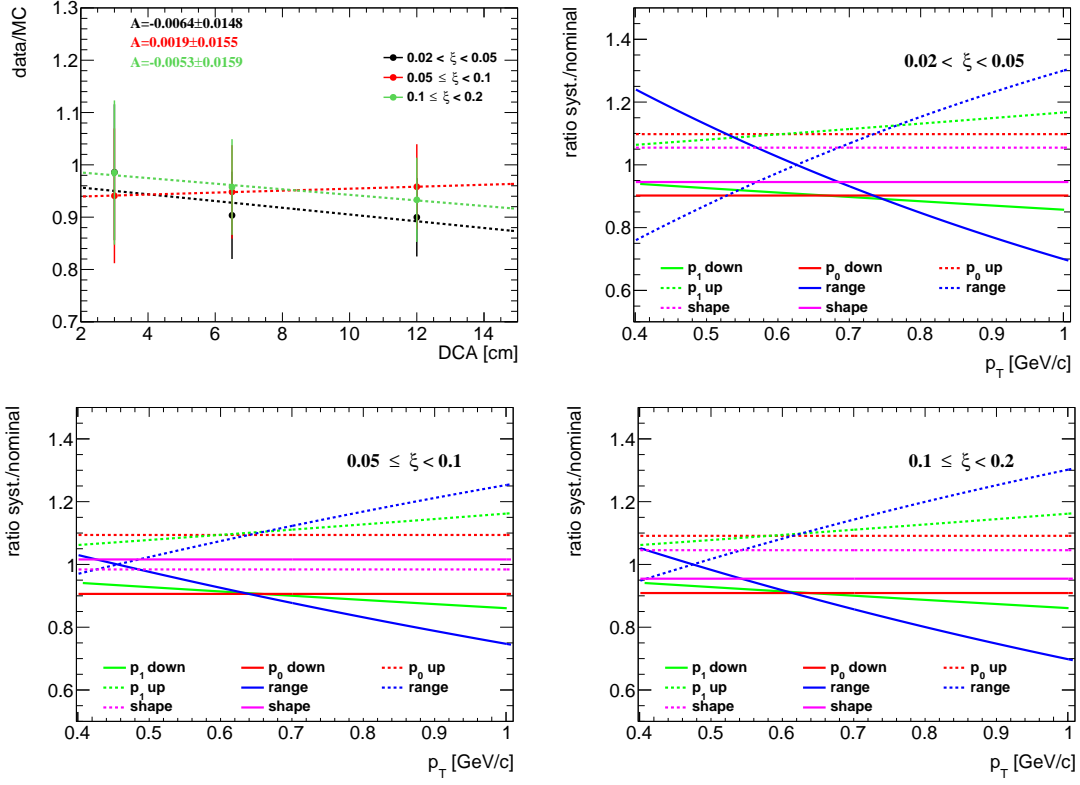 data/MC
A=-0.0064±0.0148
A=0.0019±0.0155
A=-0.0053±0.0159
0.02 < ξ < 0.05
0.05 ≤ ξ < 0.1
0.1 ≤ ξ < 0.2
1.3
1.2
1.1
1
0.9
0.8
0.7
2 4 6 8 10 12 14
DCA [cm]
ratio syst./nominal
0.02 < ξ < 0.05
1.4
1.2
1
0.8
0.6
p1 down p0 down p0 up
p1 up range range
shape shape
0.4 0.5 0.6 0.7 0.8 0.9 1
pT [GeV/c]
ratio syst./nominal
0.05 ≤ ξ < 0.1
1.4
1.2
1
0.8
0.6
p1 down p0 down p0 up
p1 up range range
shape shape
0.4 0.5 0.6 0.7 0.8 0.9 1
pT [GeV/c]
ratio syst./nominal
0.1 ≤ ξ < 0.2
1.4
1.2
1
0.8
0.6
p1 down p0 down p0 up
p1 up range range
shape shape
0.4 0.5 0.6 0.7 0.8 0.9 1
pT [GeV/c]